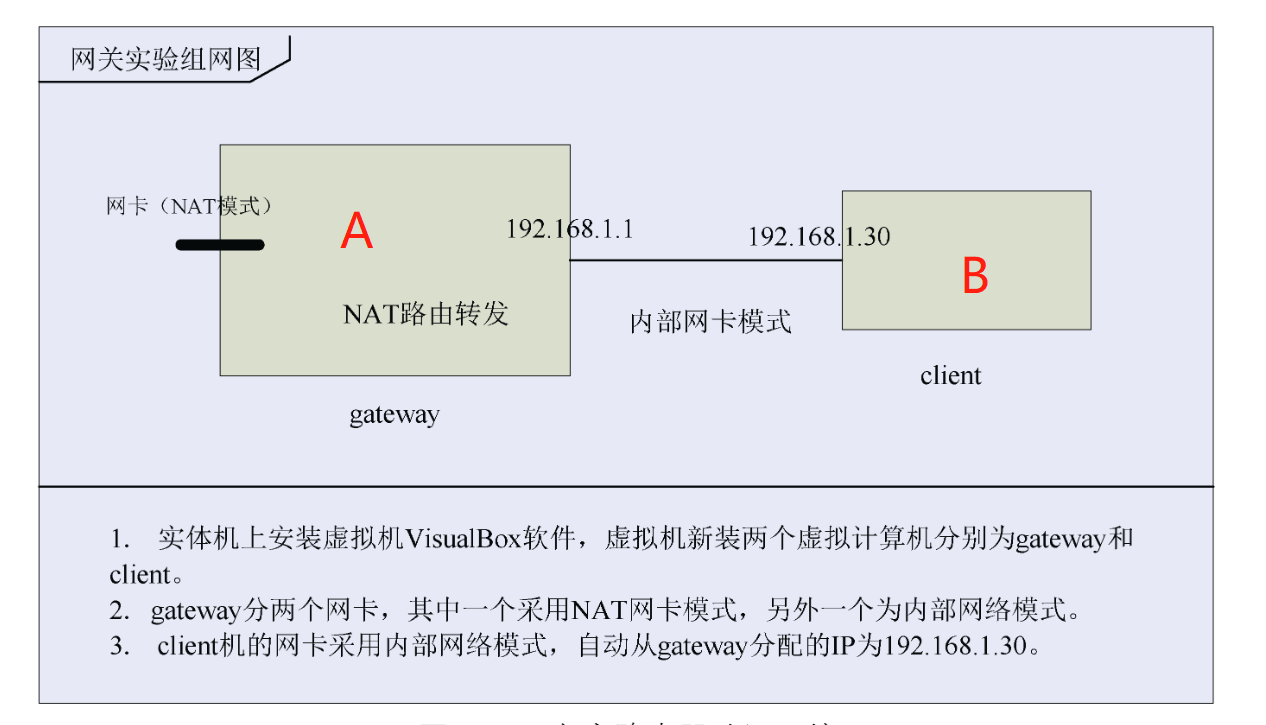 网关实验组网图
网卡（NAT模式）
A
192.168.1.1
192.168.1.30
B
NAT路由转发
内部网卡模式
client
gateway
1. 实体机上安装虚拟机VisualBox软件，虚拟机新装两个虚拟计算机分别为gateway和
client。
2. gateway分两个网卡，其中一个采用NAT网卡模式，另外一个为内部网络模式。
3. client机的网卡采用内部网络模式，自动从gateway分配的IP为192.168.1.30。